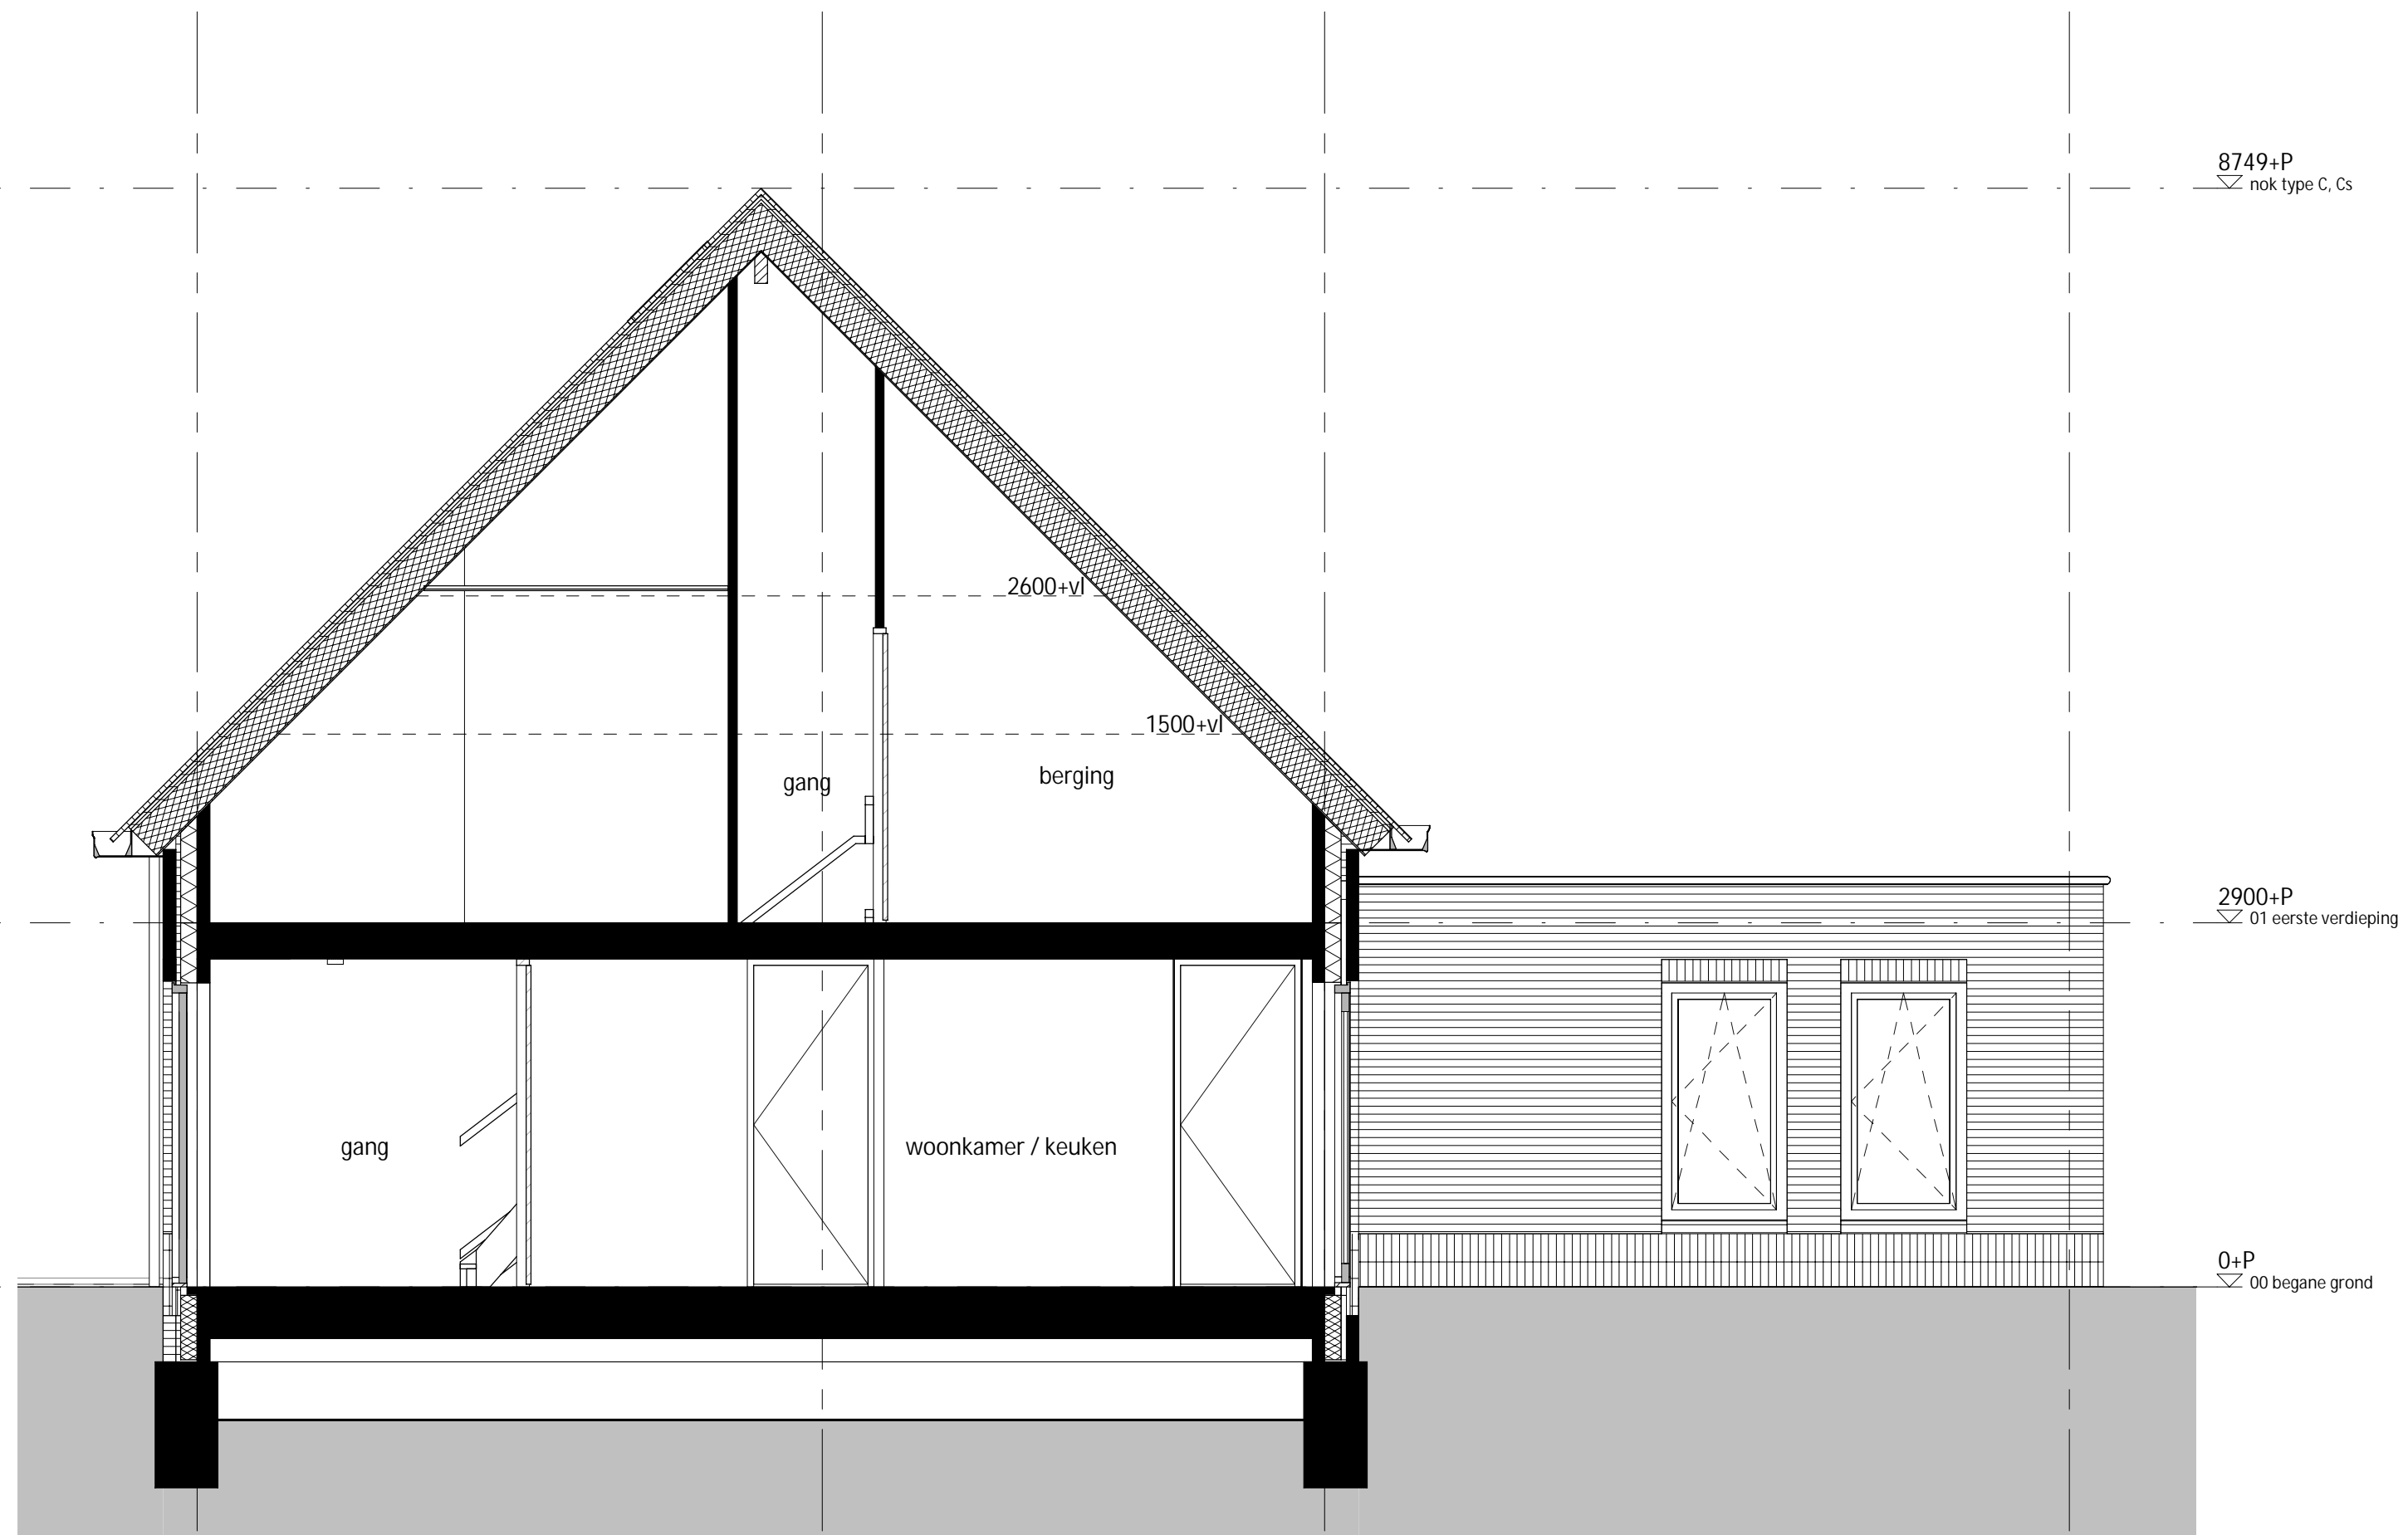 8749+P
nok type C, Cs
2600+vl
1500+vl
gang
berging
2900+P
01 eerste verdieping
gang
woonkamer / keuken
0+P
00 begane grond